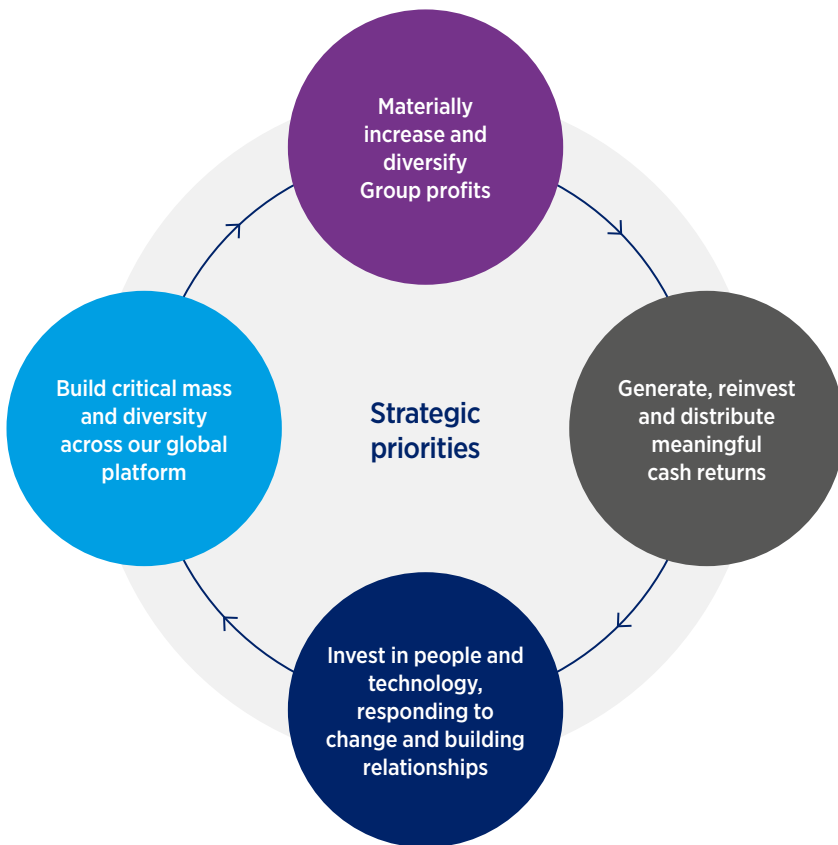 Materially
increase and
diversify
Group profits
Build critical mass
and diversity
across our global
platform
Strategic
priorities
Generate, reinvest
and distribute
meaningful
cash returns
Invest in people and
technology,
responding to
change and building
relationships